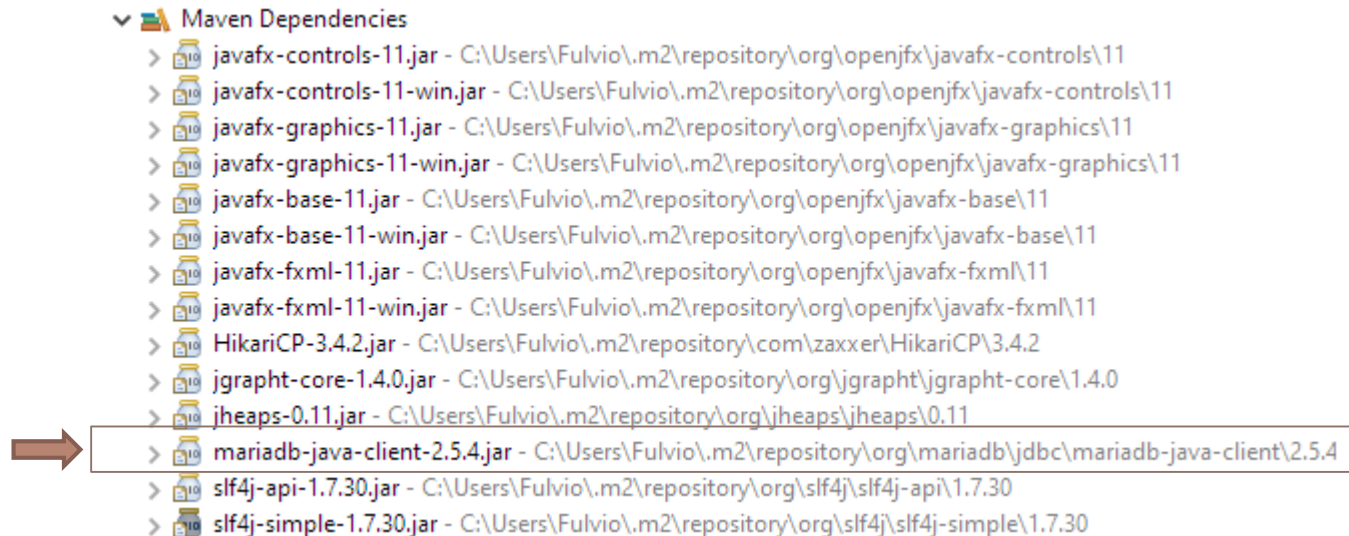 Maven Dependencies
javafx-controls-11.jar - C:\Users\Fulvio\.m2\repository\org\openjfx\javafx-controls\11
javafx-controls-11-win.jar - C:\Users\Fulvio\.m2\repository\org\openjfx\javafx-controls\11
javafx-graphics-11.jar - C:\Users\Fulvio\.m2\repository\org\openjfx\javafx-graphics\11
javafx-graphics-11-win.jar - C:\Users\Fulvio\.m2\repository\org\openjfx\javafx-graphics\11
javafx-base-11.jar - C:\Users\Fulvio\.m2\repository\org\openjfx\javafx-base\11
javafx-base-11-win.jar - C:\Users\Fulvio\.m2\repository\org\openjfx\javafx-base\11
javafx-fxml-11.jar - C:\Users\Fulvio\.m2\repository\org\openjfx\javafx-fxml\11
javafx-fxml-11-win.jar - C:\Users\Fulvio\.m2\repository\org\openjfx\javafx-fxml\11
HikariCP-3.4.2.jar - C:\Users\Fulvio\.m2\repository\com\zaxxer\HikariCP\3.4.2
jgrapht-core-1.4.0.jar - C:\Users\Fulvio\.m2\repository\org\jgrapht\jgrapht-core\1.4.0
jheaps-0.11.jar - C:\Users\Fulvio\.m2\repository\org\jheaps\jheaps\0.11
mariadb-java-client-2.5.4.jar - C:\Users\Fulvio\.m2\repository\org\mariadb\jdbc\mariadb-java-client\2.5.4
slf4j-api-1.7.30.jar - C:\Users\Fulvio\.m2\repository\org\slf4j\slf4j-api\1.7.30
slf4j-simple-1.7.30.jar - C:\Users\Fulvio\.m2\repository\org\slf4j\slf4j-simple\1.7.30